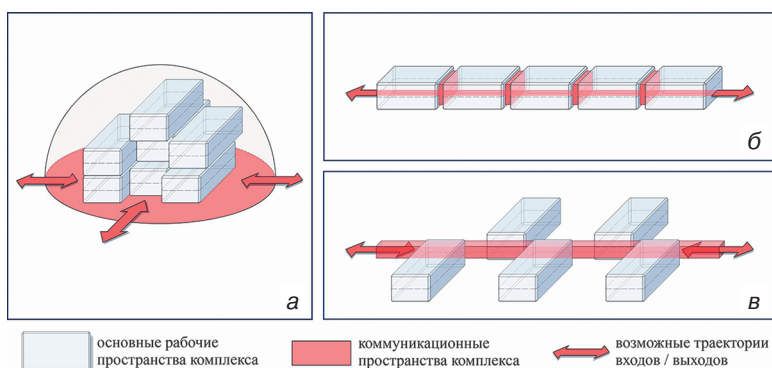 а
б
в
основные рабочие
пространства комплекса
коммуникационные
пространства комплекса
возможные траектории
входов / выходов